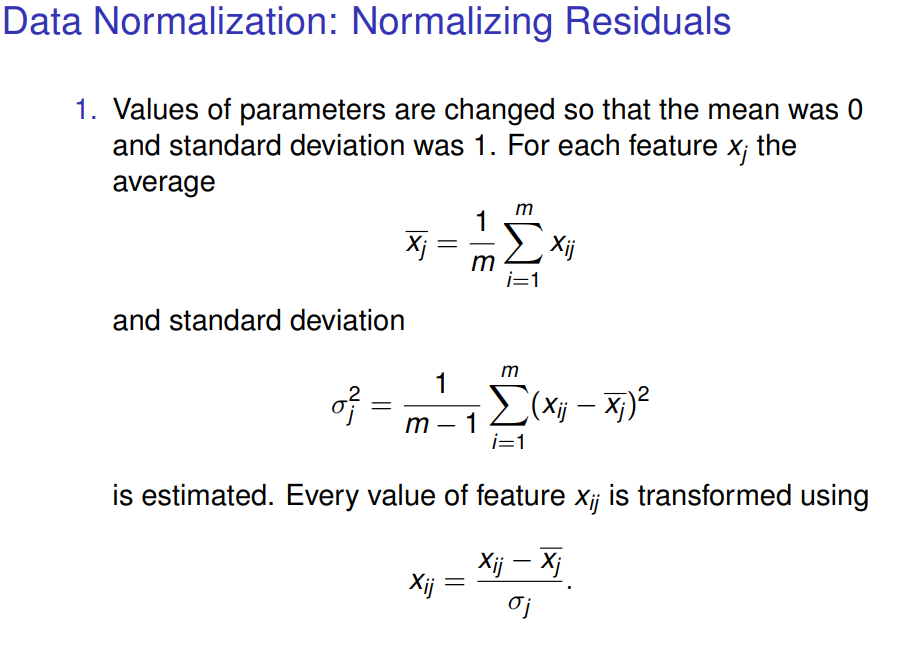 Data Normalization: Normalizing Residuals
1. Values of parameters are changed so that the mean was 0
and standard deviation was 1. For each feature x_j the
average
\overline{x_j} = \frac{1}{m} \sum_{i=1}^{m} x_{ij}
and standard deviation
\sigma_j^2 = \frac{1}{m-1} \sum_{i=1}^{m} (x_{ij} - \overline{x_j})^2
is estimated. Every value of feature x_{ij} is transformed using
x_{ij} = \frac{x_{ij} - \overline{x_j}}{\sigma_j}.